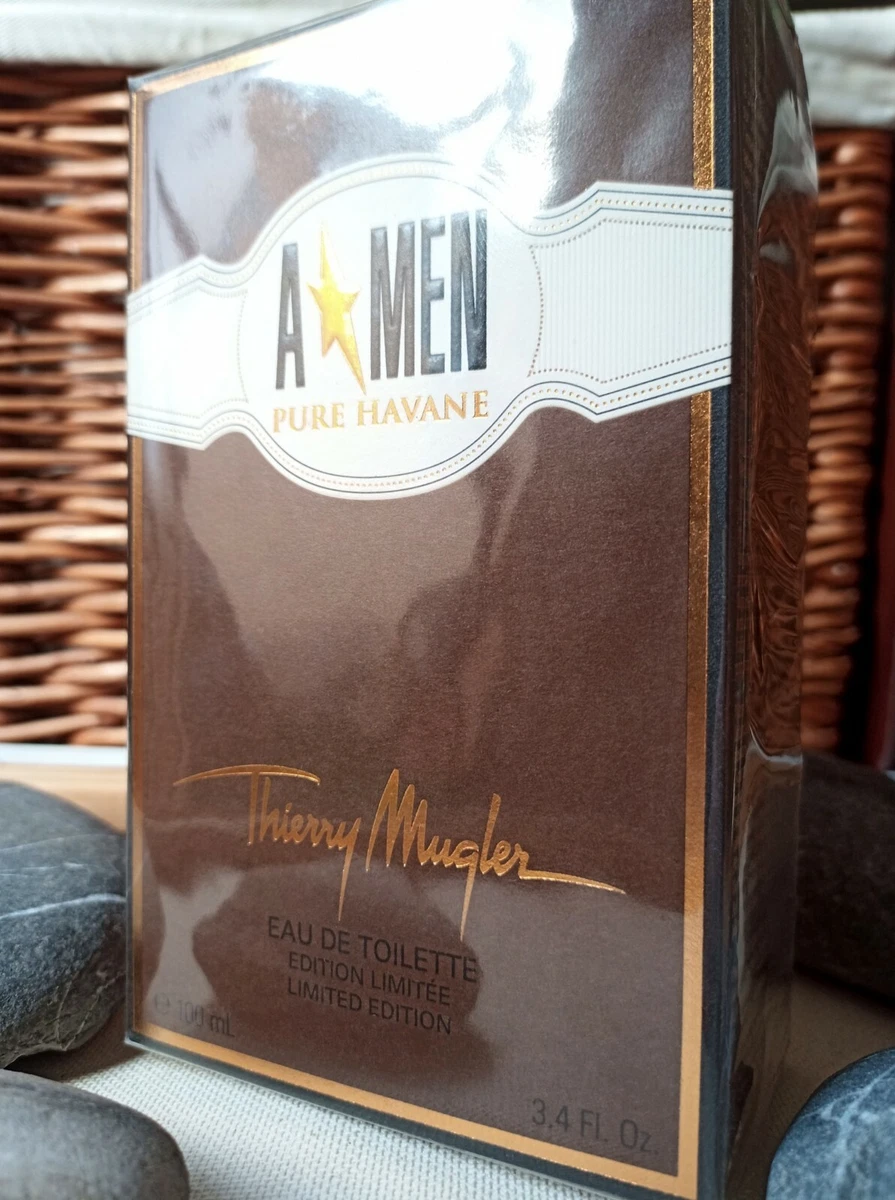 A★MEN
PURE HAVANE
Thierry Mugler
EAU DE TOILETTE
EDITION LIMITÉE
LIMITED EDITION
℮ 100 mL
3.4 Fl. Oz.